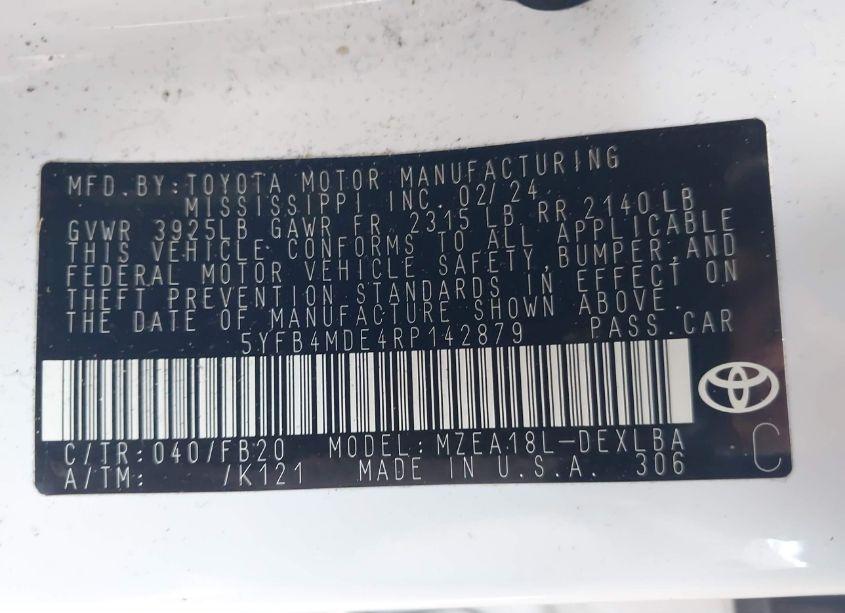 MFD.BY:TOYOTA MOTOR MANUFACTURING
MISSISSIPPI INC. 02/24
GVWR 3925LB GAWR FR 2315LB RR 2140LB
THIS VEHICLE CONFORMS TO ALL APPLICABLE
FEDERAL MOTOR VEHICLE SAFETY,BUMPER,AND
THEFT PREVENTION STANDARDS IN EFFECT ON
THE DATE OF MANUFACTURE SHOWN ABOVE.
5YFB4MDE4RP142879 PASS.CAR
C/TR:040/FB20 MODEL:MZEA18L-DEXLBA
A/TM: /K121 MADE IN U.S.A. 306
C